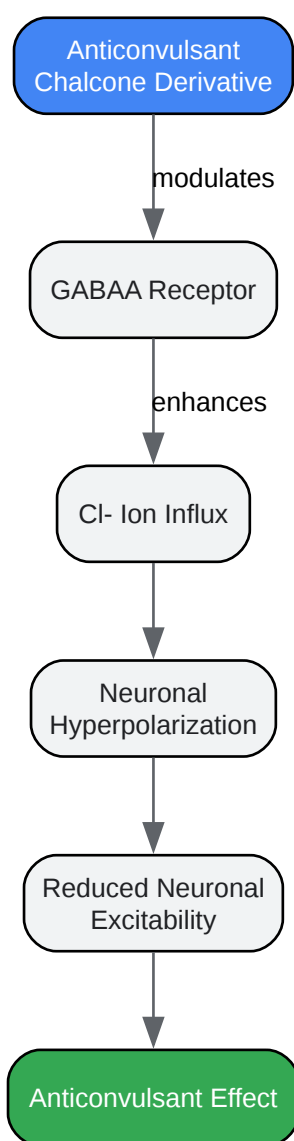 Anticonvulsant
Chalcone Derivative
modulates
GABAA Receptor
enhances
Cl- Ion Influx
Neuronal
Hyperpolarization
Reduced Neuronal
Excitability
Anticonvulsant Effect